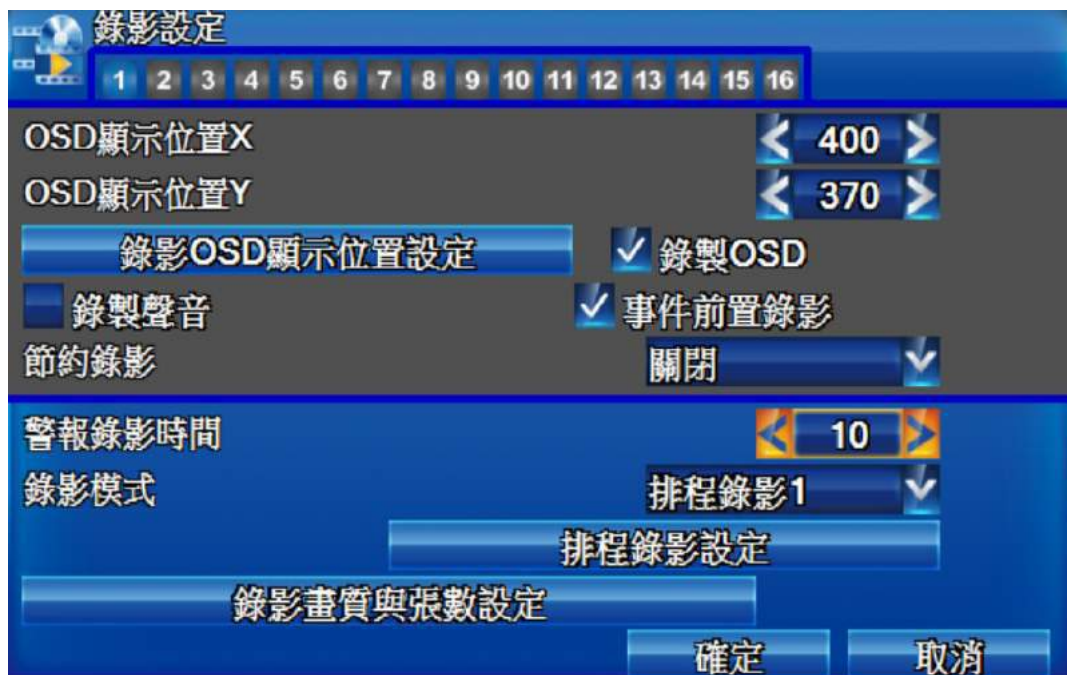 錄影設定
1 2 3 4 5 6 7 8 9 10 11 12 13 14 15 16
OSD顯示位置X 400
OSD顯示位置Y 370
錄影OSD顯示位置設定 錄製OSD
錄製聲音 事件前置錄影
節約錄影 關閉
警報錄影時間 10
錄影模式 排程錄影1
排程錄影設定
錄影畫質與張數設定
確定 取消